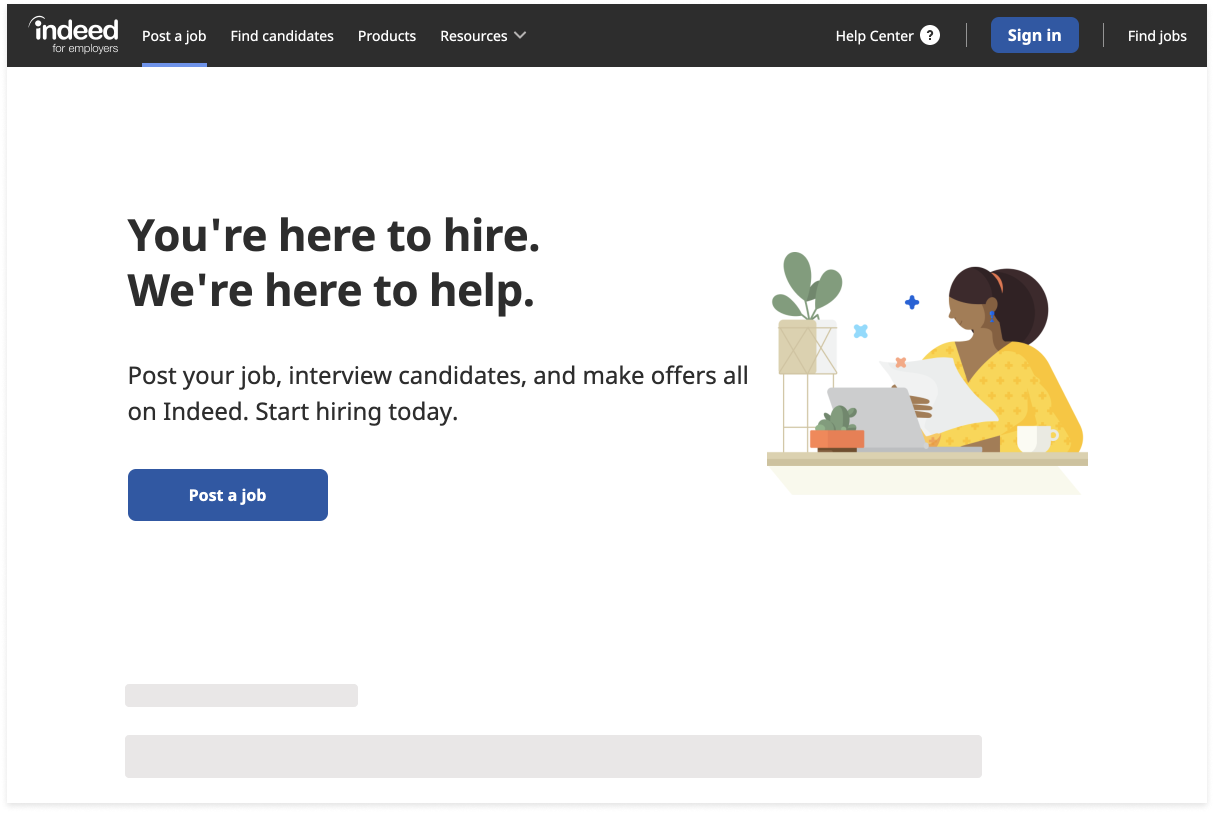 indeed
for employers
Post a job
Find candidates
Products
Resources
Help Center ?
Sign in
Find jobs
You're here to hire.
We're here to help.
Post your job, interview candidates, and make offers all
on Indeed. Start hiring today.
Post a job